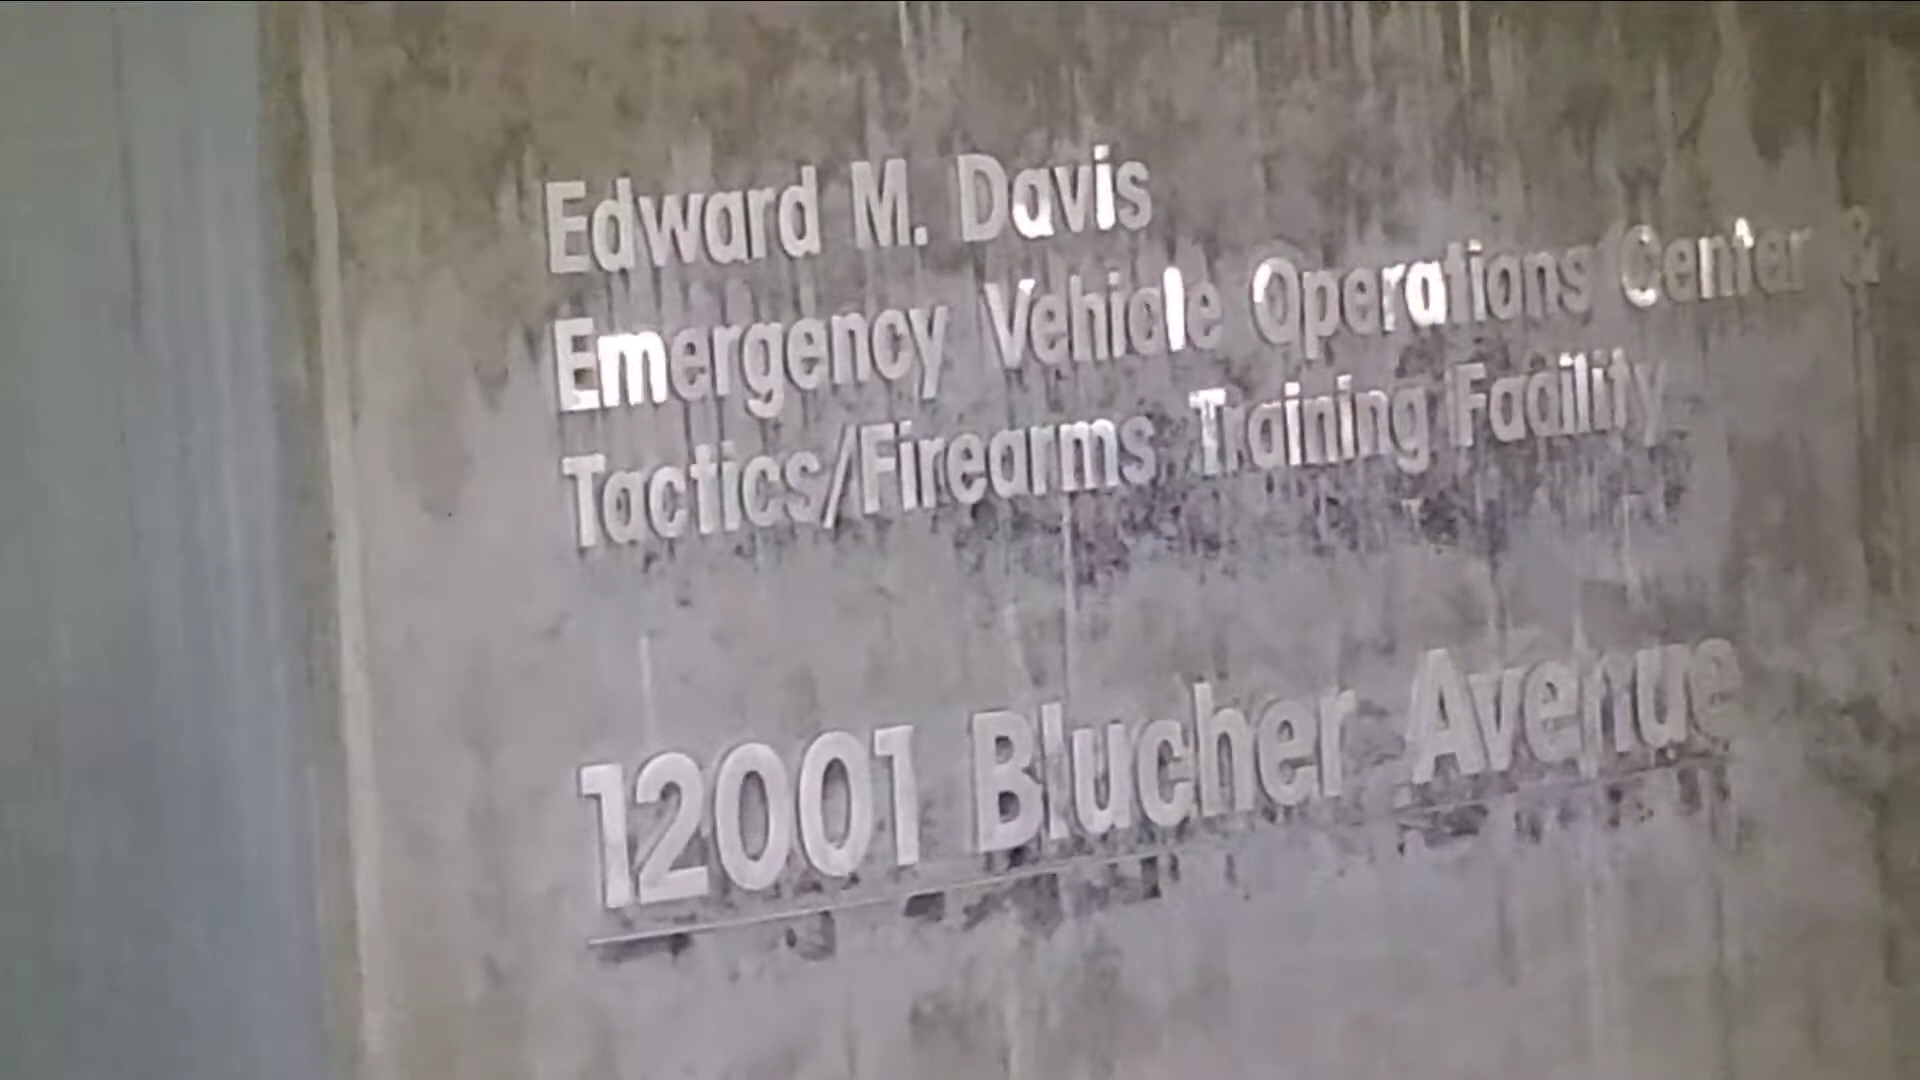 Edward M. Davis
Emergency Vehicle Operations Center &
Tactics/Firearms Training Facility
12001 Blucher Avenue